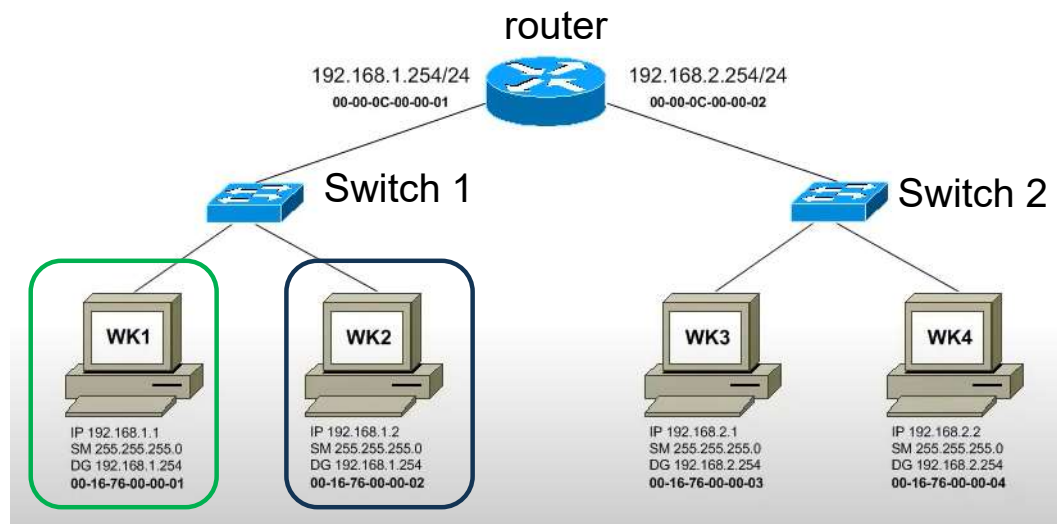 router
192.168.1.254/24
00-00-0C-00-00-01
192.168.2.254/24
00-00-0C-00-00-02
Switch 1
Switch 2
WK1
IP 192.168.1.1
SM 255.255.255.0
DG 192.168.1.254
00-16-76-00-00-01
WK2
IP 192.168.1.2
SM 255.255.255.0
DG 192.168.1.254
00-16-76-00-00-02
WK3
IP 192.168.2.1
SM 255.255.255.0
DG 192.168.2.254
00-16-76-00-00-03
WK4
IP 192.168.2.2
SM 255.255.255.0
DG 192.168.2.254
00-16-76-00-00-04